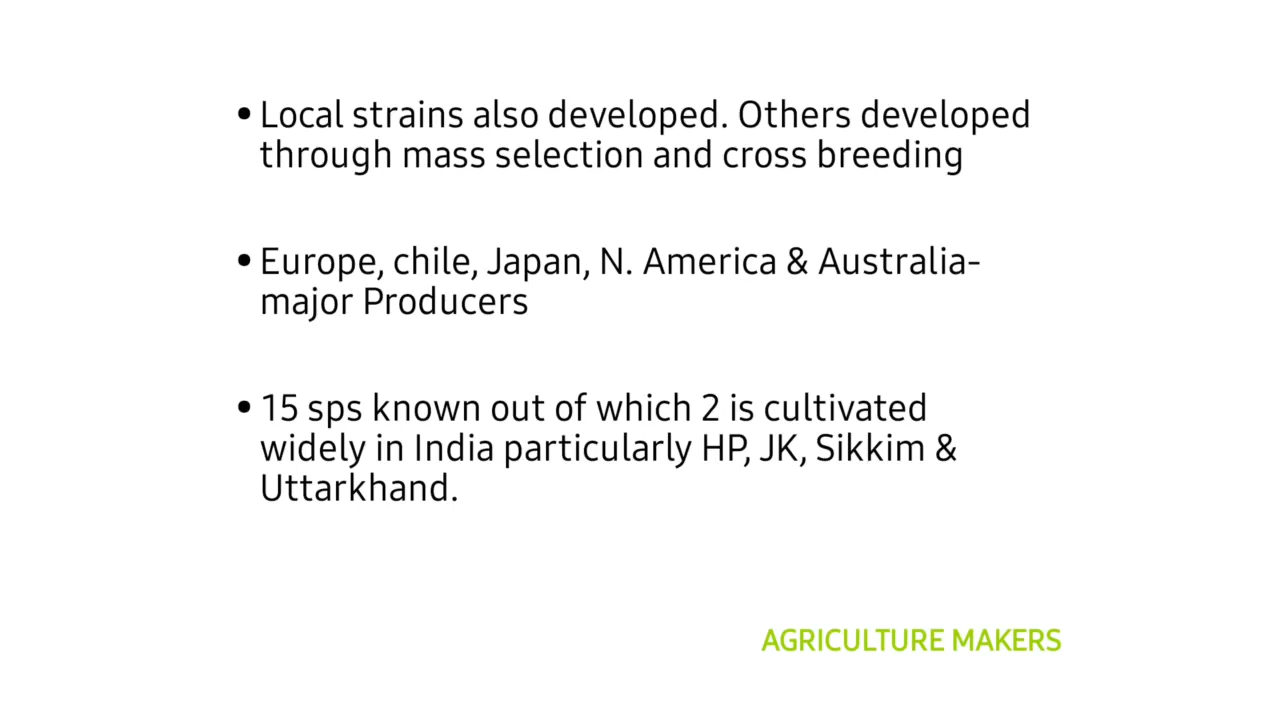 • Local strains also developed. Others developed
through mass selection and cross breeding
• Europe, chile, Japan, N. America & Australia-
major Producers
• 15 sps known out of which 2 is cultivated
widely in India particularly HP, JK, Sikkim &
Uttarkhand.
AGRICULTURE MAKERS